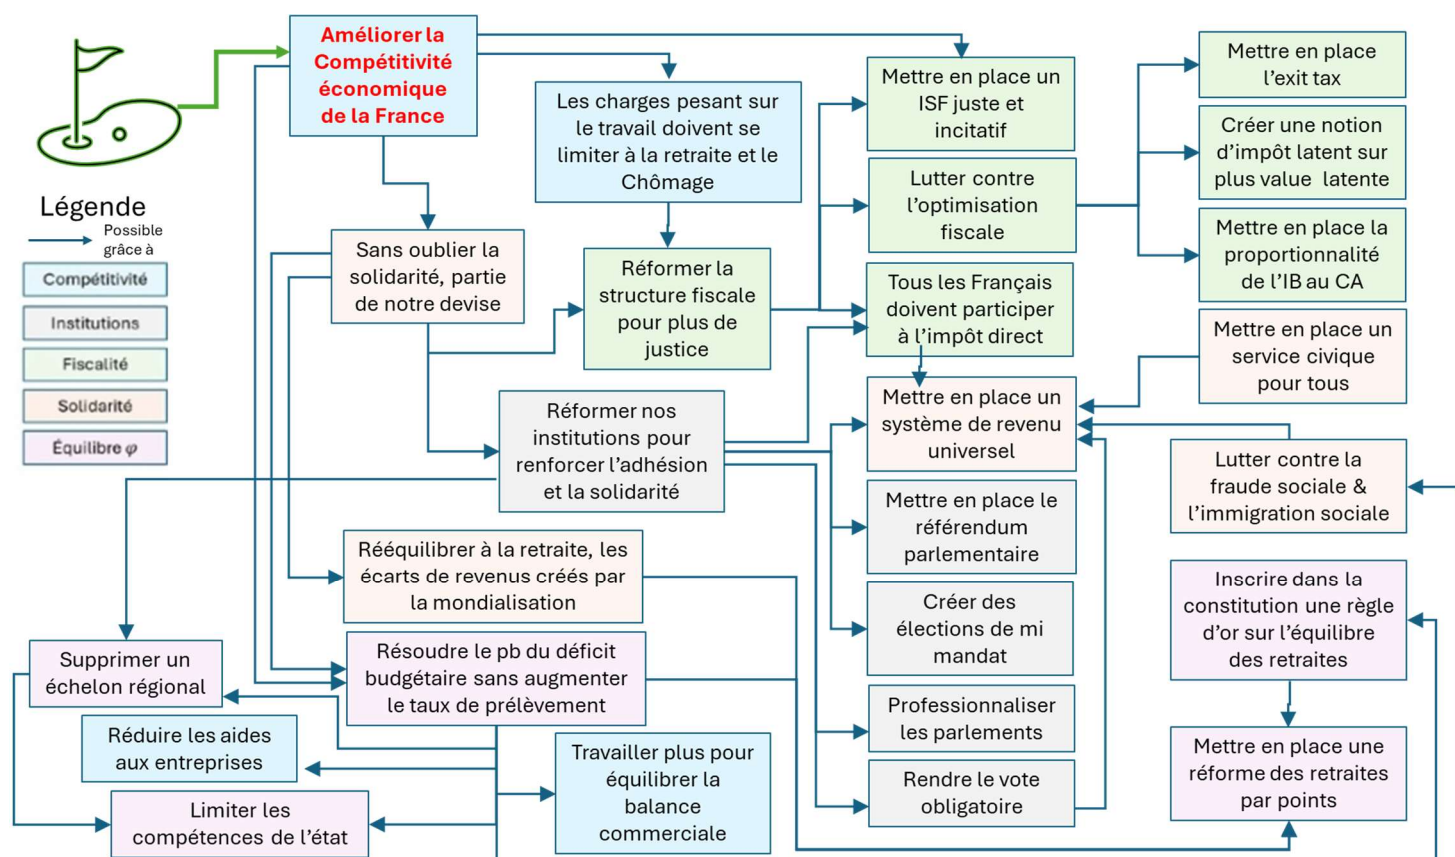 Améliorer la
Compétitivité
économique
de la France
Légende
Possible
grâce à
Compétitivité
Institutions
Fiscalité
Solidarité
Équilibre φ
Les charges pesant sur
le travail doivent se
limiter à la retraite et le
Chômage
Sans oublier la
solidarité, partie
de notre devise
Réformer la
structure fiscale
pour plus de
justice
Réformer nos
institutions pour
renforcer l’adhésion
et la solidarité
Rééquilibrer à la retraite, les
écarts de revenus créés par
la mondialisation
Résoudre le pb du déficit
budgétaire sans augmenter
le taux de prélèvement
Supprimer un
échelon régional
Réduire les aides
aux entreprises
Limiter les
compétences de l’état
Travailler plus pour
équilibrer la
balance
commerciale
Mettre en place un
ISF juste et
incitatif
Lutter contre
l’optimisation
fiscale
Tous les Français
doivent participer
à l’impôt direct
Mettre en place un
système de revenu
universel
Mettre en place le
référendum
parlementaire
Créer des
élections de mi
mandat
Professionnaliser
les parlements
Rendre le vote
obligatoire
Mettre en place
l’exit tax
Créer une notion
d’impôt latent sur
plus value latente
Mettre en place la
proportionnalité
de l’IB au CA
Mettre en place un
service civique
pour tous
Lutter contre la
fraude sociale &
l’immigration sociale
Inscrire dans la
constitution une règle
d’or sur l’équilibre
des retraites
Mettre en place une
réforme des retraites
par points